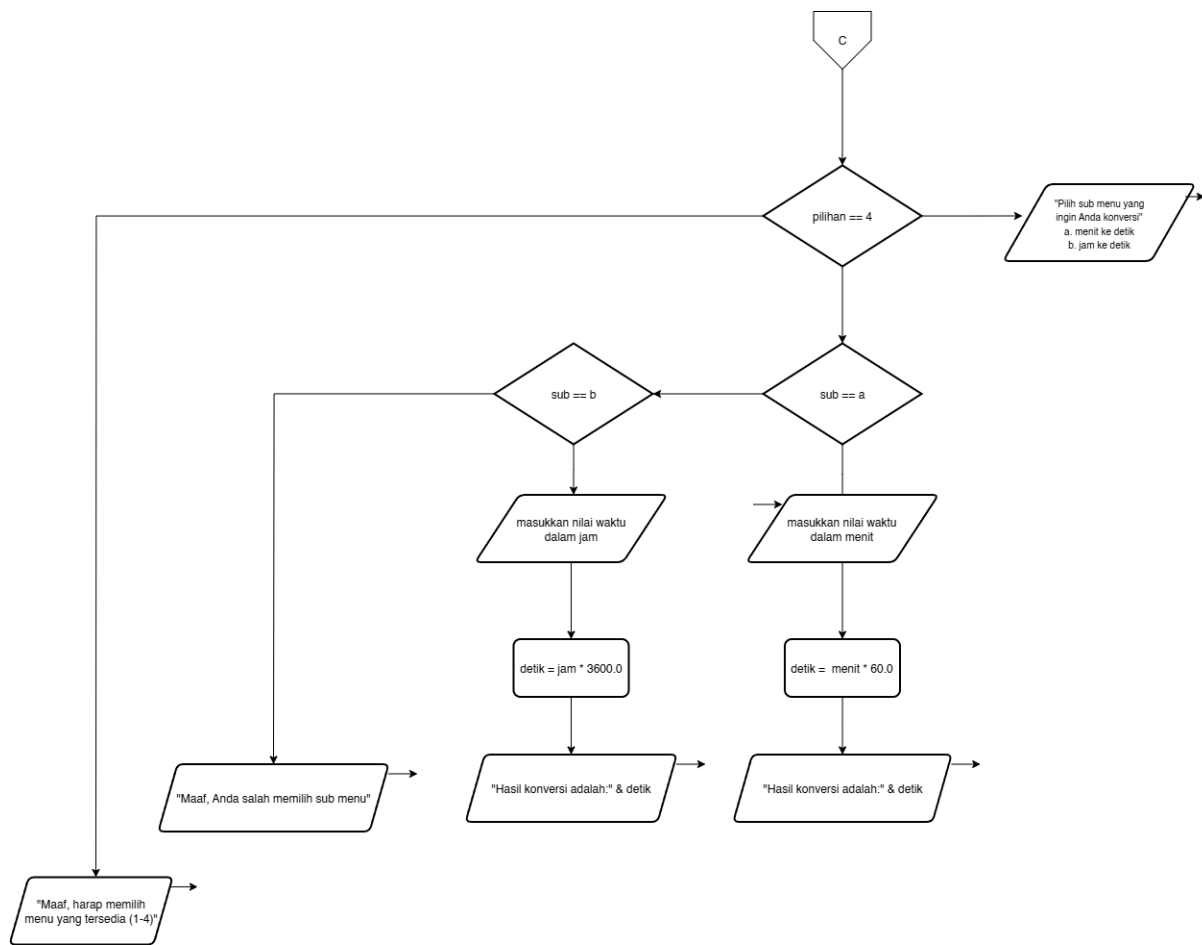 C
pilihan == 4
"Pilih sub menu yang
ingin Anda konversi"
a. menit ke detik
b. jam ke detik
sub == b
sub == a
masukkan nilai waktu
dalam jam
masukkan nilai waktu
dalam menit
detik = jam * 3600.0
detik = menit * 60.0
"Maaf, Anda salah memilih sub menu"
"Hasil konversi adalah:" & detik
"Hasil konversi adalah:" & detik
"Maaf, harap memilih
menu yang tersedia (1-4)"